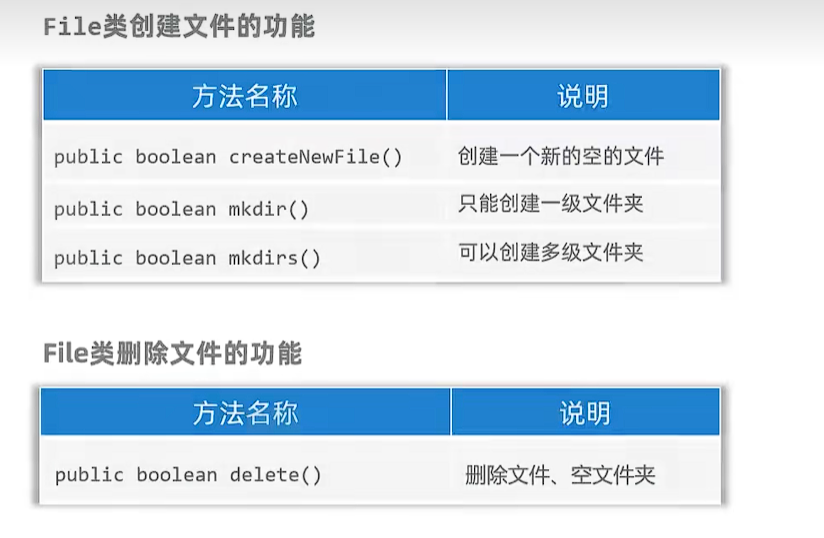 File类创建文件的功能
方法名称 说明
public boolean createNewFile() 创建一个新的空的文件
public boolean mkdir() 只能创建一级文件夹
public boolean mkdirs() 可以创建多级文件夹
File类删除文件的功能
方法名称 说明
public boolean delete() 删除文件、空文件夹